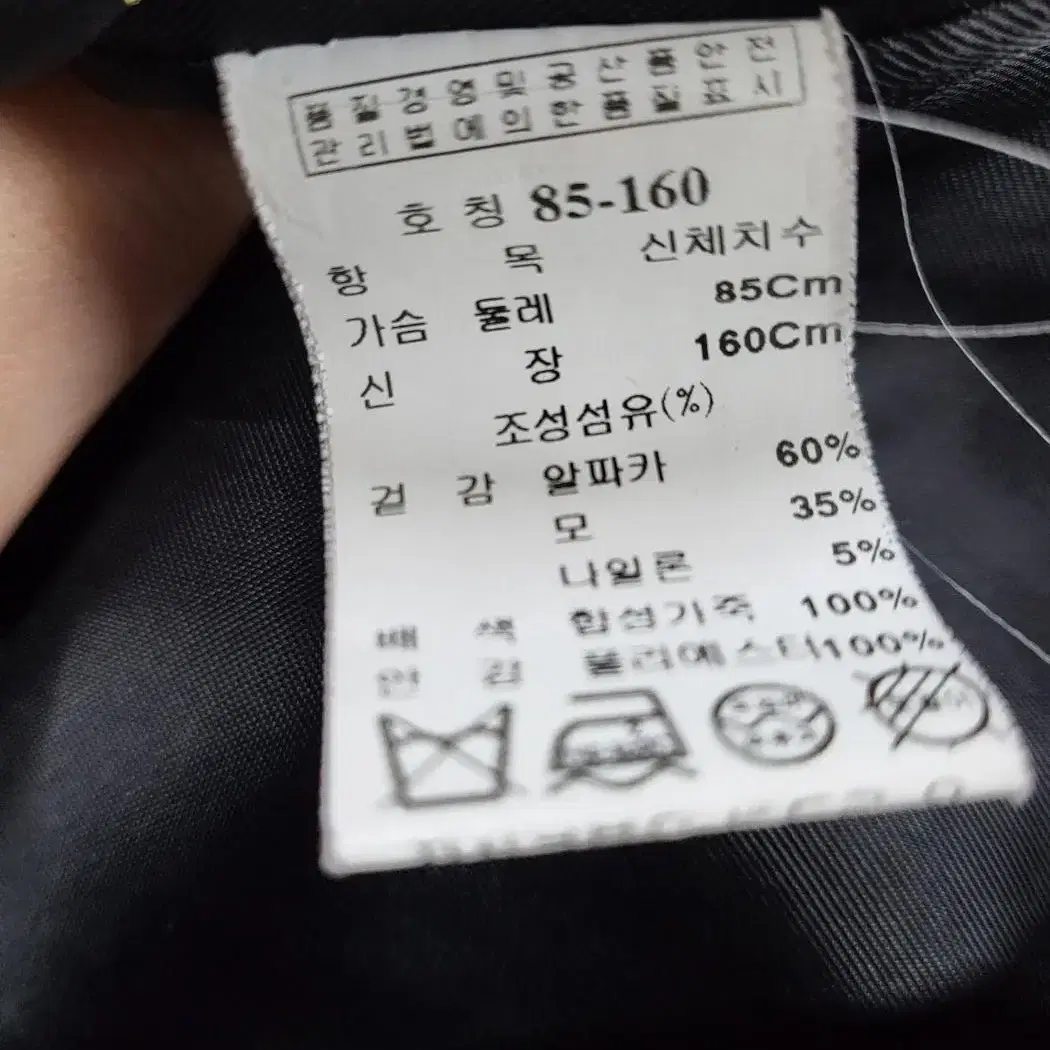 품질경영및공산품안전
관리법에의한품질표시
호 칭 85-160
항 목 신체치수
가슴 둘레 85Cm
신 장 160Cm
조성섬유(%)
겉 감 알파카 60%
모 35%
나일론 5%
배 색 합성가죽 100%
안 감 폴리에스터100%